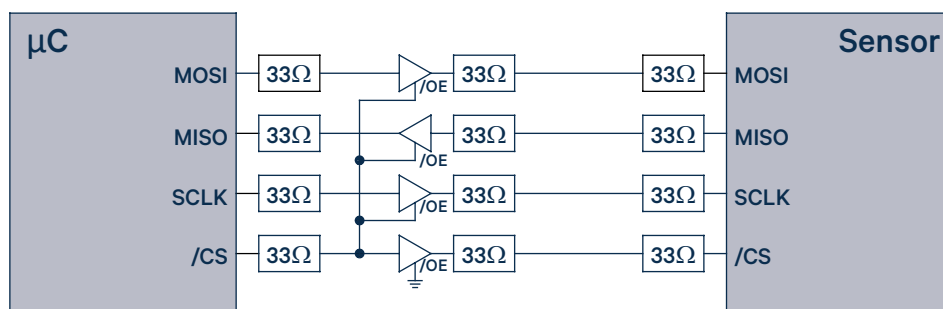 μC
Sensor
MOSI 33Ω /OE 33Ω 33Ω MOSI
MISO 33Ω /OE 33Ω 33Ω MISO
SCLK 33Ω /OE 33Ω 33Ω SCLK
/CS 33Ω /OE 33Ω 33Ω /CS